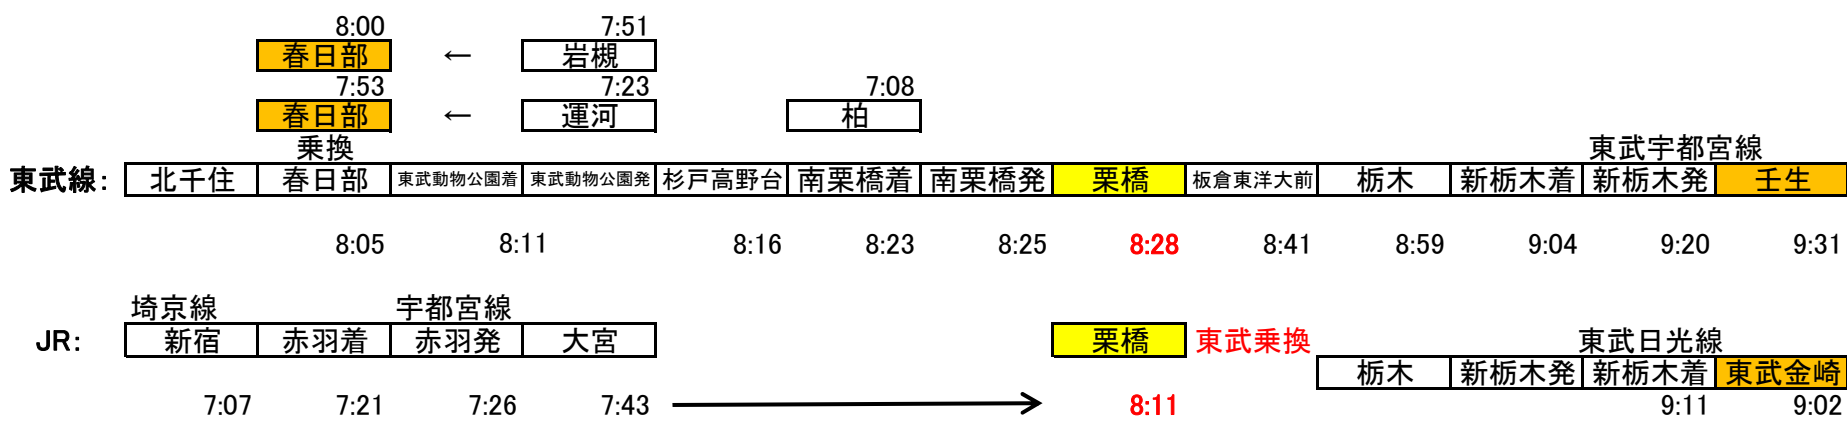 8:00 7:51
春日部 ← 岩槻
7:53 7:23 7:08
春日部 ← 運河 柏
乗換 東武宇都宮線
東武線: 北千住 春日部 東武動物公園着 東武動物公園発 杉戸高野台 南栗橋着 南栗橋発 栗橋 板倉東洋大前 栃木 新栃木着 新栃木発 壬生
8:05 8:11 8:16 8:23 8:25 8:28 8:41 8:59 9:04 9:20 9:31
埼京線 宇都宮線
JR: 新宿 赤羽着 赤羽発 大宮 栗橋 東武乗換 東武日光線
栃木 新栃木発 新栃木着 東武金崎
7:07 7:21 7:26 7:43 8:11 9:11 9:02